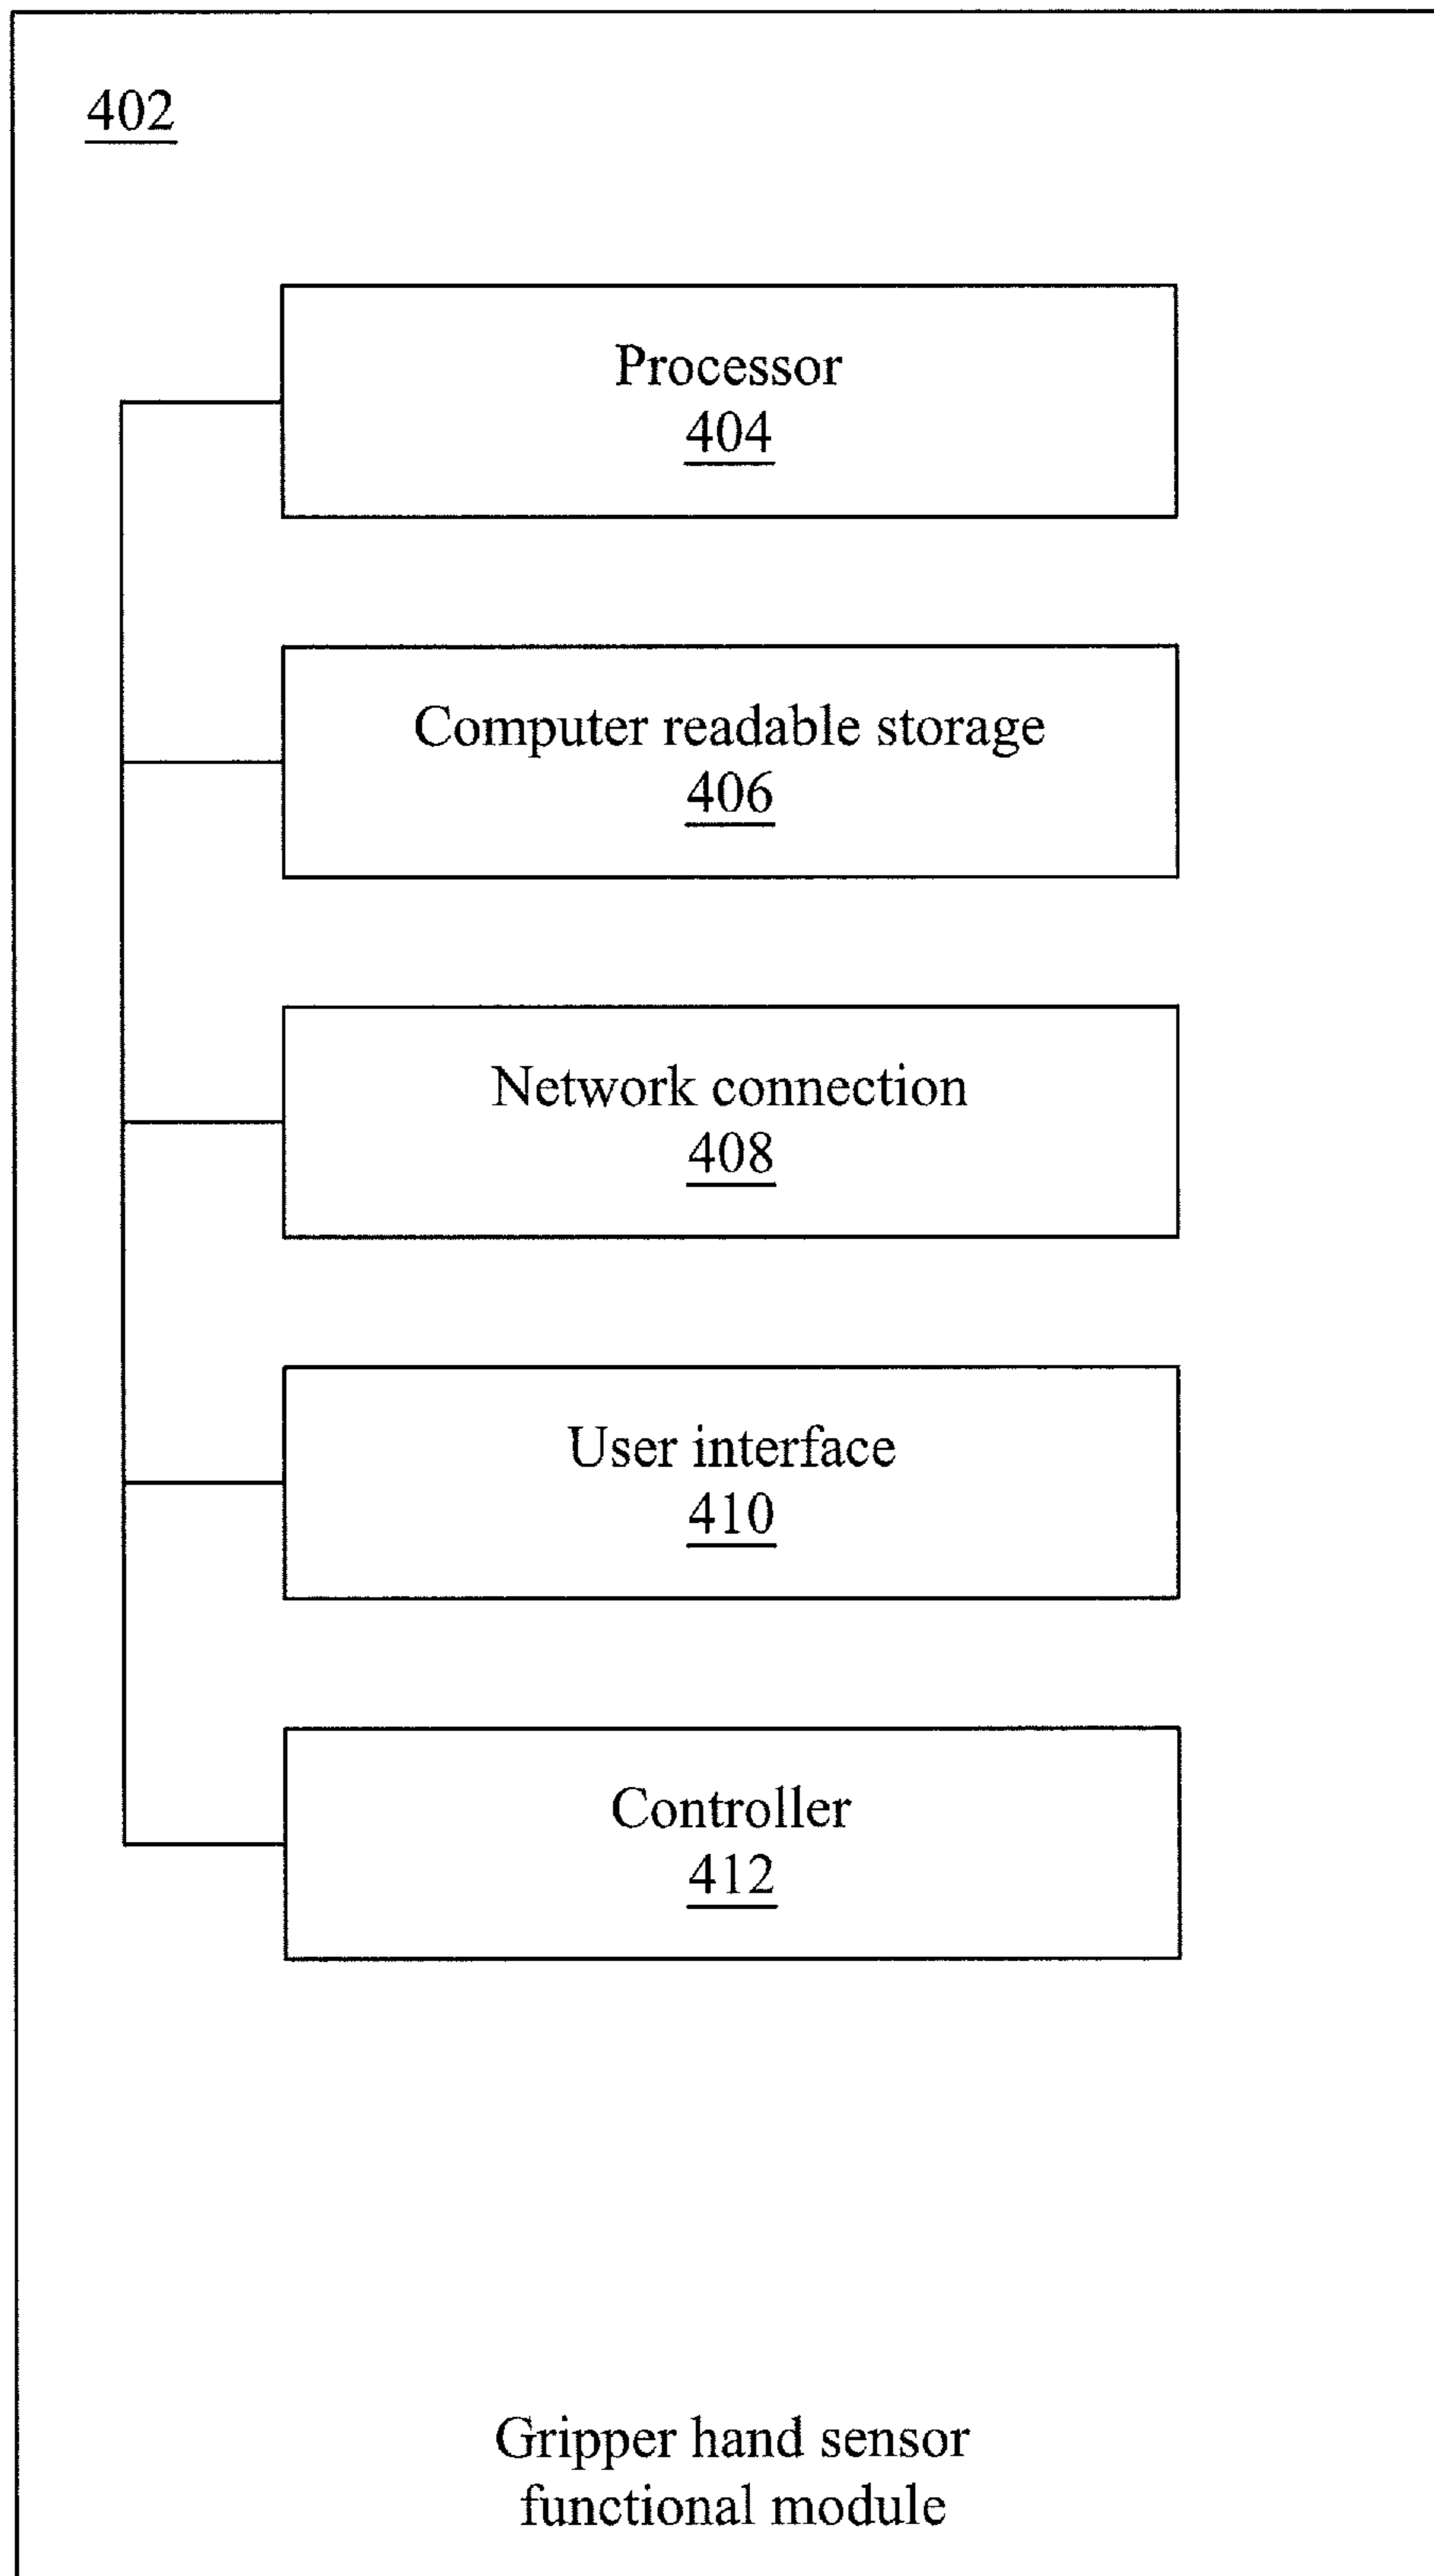 402
Processor
404
Computer readable storage
406
Network connection
408
User interface
410
Controller
412
Gripper hand sensor
functional module